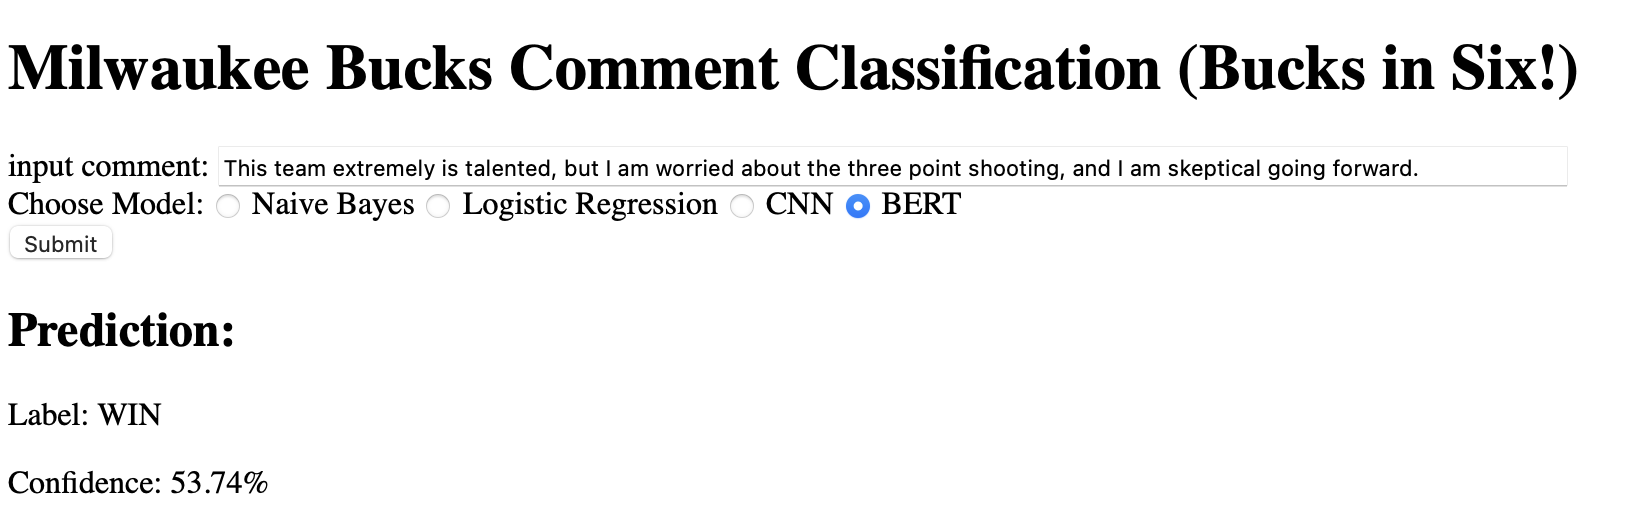 Milwaukee Bucks Comment Classification (Bucks in Six!)
input comment: This team extremely is talented, but I am worried about the three point shooting, and I am skeptical going forward.
Choose Model: Naive Bayes Logistic Regression CNN BERT
Submit
Prediction:
Label: WIN
Confidence: 53.74%